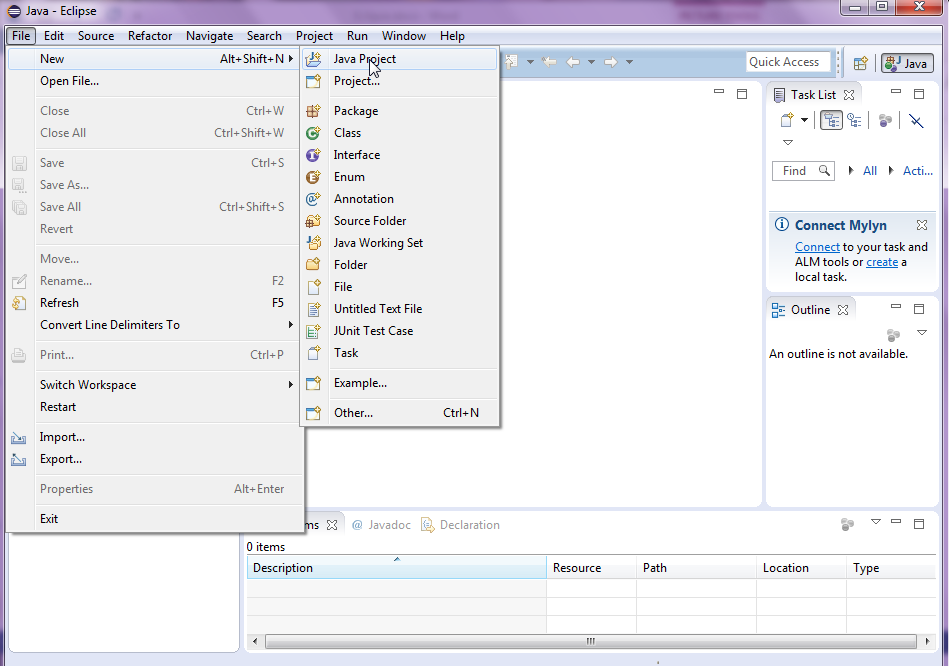 Java - Eclipse
File Edit Source Refactor Navigate Search Project Run Window Help
New Alt+Shift+N
Open File...
Close Ctrl+W
Close All Ctrl+Shift+W
Save Ctrl+S
Save As...
Save All Ctrl+Shift+S
Revert
Move...
Rename... F2
Refresh F5
Convert Line Delimiters To
Print... Ctrl+P
Switch Workspace
Restart
Import...
Export...
Properties Alt+Enter
Exit
Java Project
Project...
Package
Class
Interface
Enum
Annotation
Source Folder
Java Working Set
Folder
File
Untitled Text File
JUnit Test Case
Task
Example...
Other... Ctrl+N
Quick Access
Java
Task List
Find All Acti...
Connect Mylyn
Connect to your task and
ALM tools or create a
local task.
Outline
An outline is not available.
ms @ Javadoc Declaration
0 items
Description Resource Path Location Type